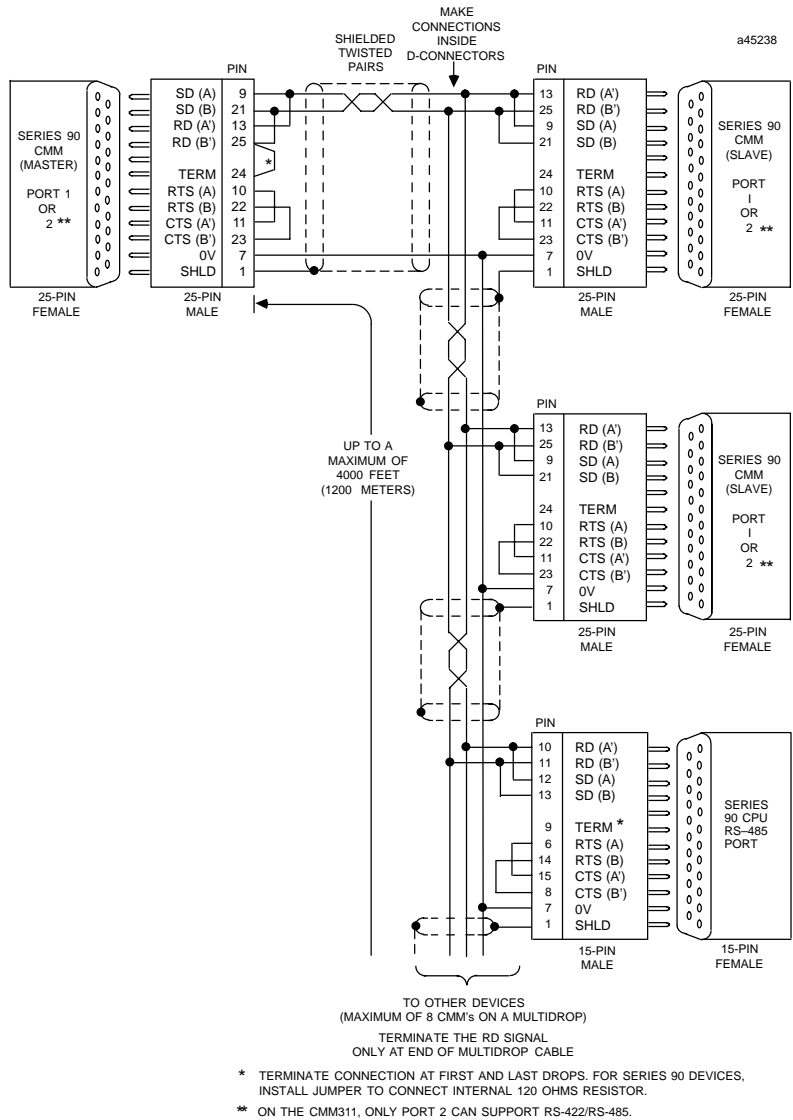 MAKE
CONNECTIONS
INSIDE
D-CONNECTORS
SHIELDED
TWISTED
PAIRS
a45238
PIN
SERIES 90
CMM
(MASTER)
PORT 1
OR
2 **
SD (A) 9
SD (B) 21
RD (A') 13
RD (B') 25
*
TERM 24
RTS (A) 10
RTS (B) 22
CTS (A') 11
CTS (B') 23
0V 7
SHLD 1
25-PIN
FEMALE
25-PIN
MALE
PIN
13 RD (A')
25 RD (B')
9 SD (A)
21 SD (B)
24 TERM
10 RTS (A)
22 RTS (B)
11 CTS (A')
23 CTS (B')
7 0V
1 SHLD
SERIES 90
CMM
(SLAVE)
PORT
I
OR
2 **
25-PIN
MALE
25-PIN
FEMALE
UP TO A
MAXIMUM OF
4000 FEET
(1200 METERS)
PIN
13 RD (A')
25 RD (B')
9 SD (A)
21 SD (B)
24 TERM
10 RTS (A)
22 RTS (B)
11 CTS (A')
23 CTS (B')
7 0V
1 SHLD
SERIES 90
CMM
(SLAVE)
PORT
I
OR
2 **
25-PIN
MALE
25-PIN
FEMALE
PIN
10 RD (A')
11 RD (B')
12 SD (A)
13 SD (B)
9 TERM *
6 RTS (A)
14 RTS (B)
15 CTS (A')
8 CTS (B')
7 0V
1 SHLD
SERIES
90 CPU
RS–485
PORT
15-PIN
MALE
15-PIN
FEMALE
TO OTHER DEVICES
(MAXIMUM OF 8 CMM's ON A MULTIDROP)
TERMINATE THE RD SIGNAL
ONLY AT END OF MULTIDROP CABLE
* TERMINATE CONNECTION AT FIRST AND LAST DROPS. FOR SERIES 90 DEVICES,
INSTALL JUMPER TO CONNECT INTERNAL 120 OHMS RESISTOR.
** ON THE CMM311, ONLY PORT 2 CAN SUPPORT RS-422/RS-485.